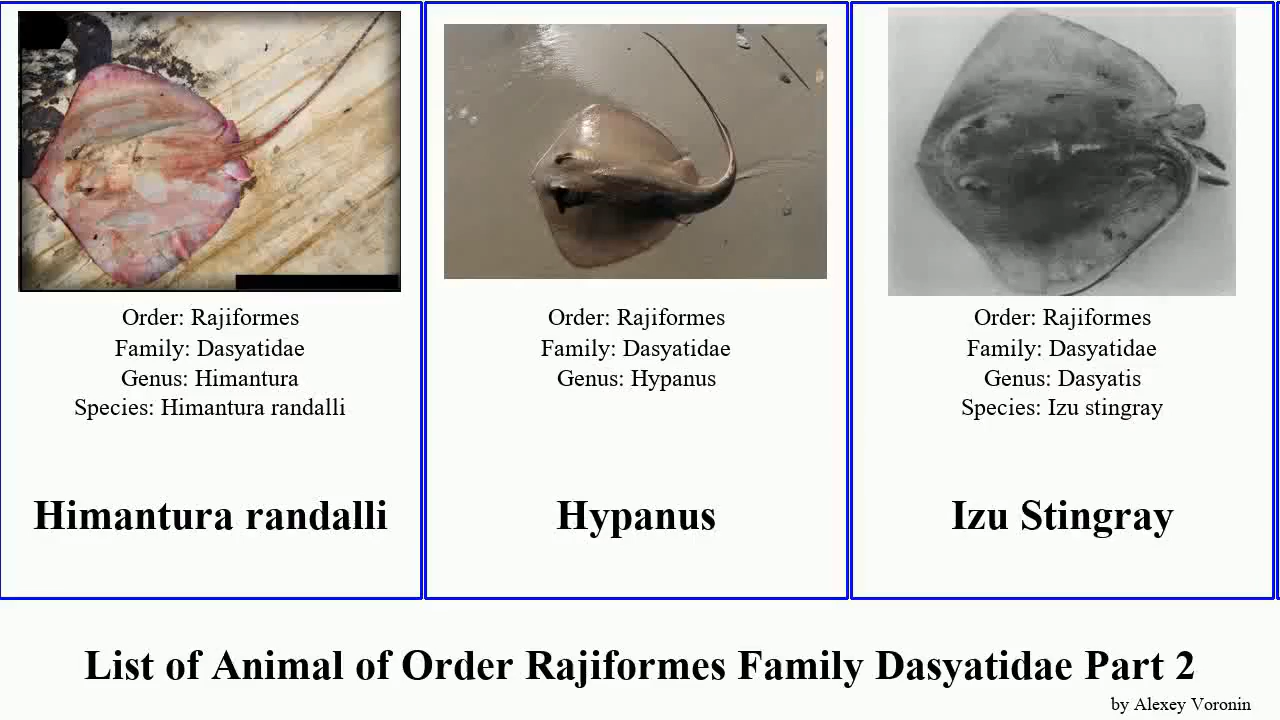 Order: Rajiformes
Family: Dasyatidae
Genus: Himantura
Species: Himantura randalli
Himantura randalli
Order: Rajiformes
Family: Dasyatidae
Genus: Hypanus
Hypanus
Order: Rajiformes
Family: Dasyatidae
Genus: Dasyatis
Species: Izu stingray
Izu Stingray
List of Animal of Order Rajiformes Family Dasyatidae Part 2
by Alexey Voronin